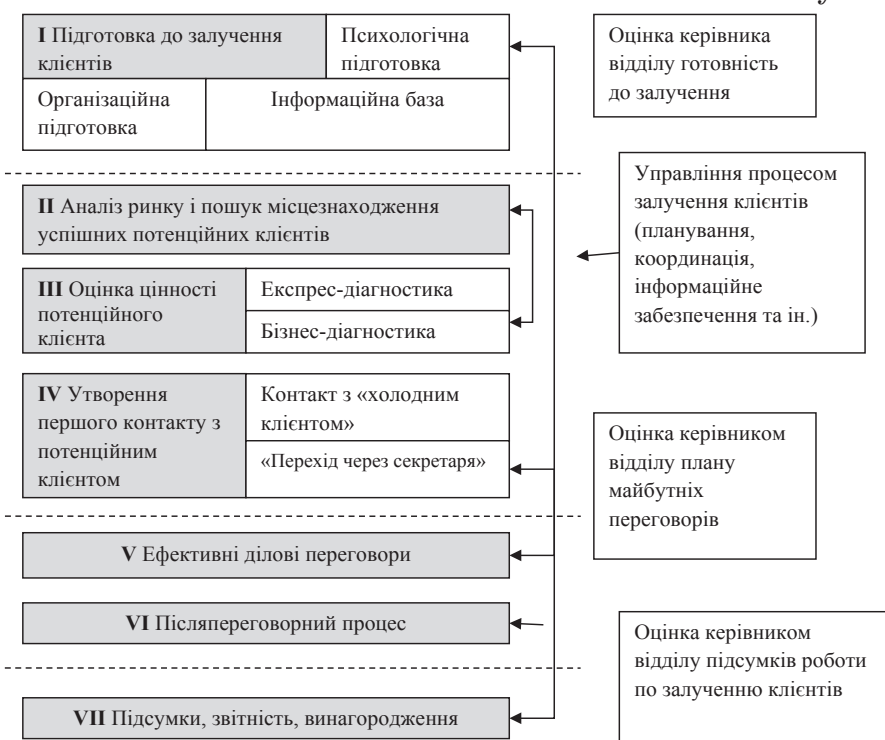 I Підготовка до залучення
клієнтів
Психологічна
підготовка
Організаційна
підготовка
Інформаційна база
Оцінка керівника
відділу готовність
до залучення
II Аналіз ринку і пошук місцезнаходження
успішних потенційних клієнтів
Управління процесом
залучення клієнтів
(планування,
координація,
інформаційне
забезпечення та ін.)
III Оцінка цінності
потенційного
клієнта
Експрес-діагностика
Бізнес-діагностика
IV Утворення
першого контакту з
потенційним
клієнтом
Контакт з «холодним
клієнтом»
«Перехід через секретаря»
Оцінка керівником
відділу плану
майбутніх
переговорів
V Ефективні ділові переговори
VI Післяпереговорний процес
Оцінка керівником
відділу підсумків роботи
по залученню клієнтів
VII Підсумки, звітність, винагородження